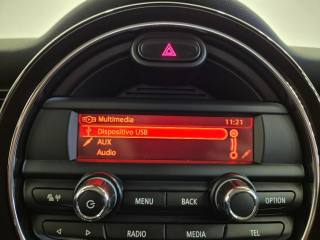 Multimedia 11:21
Dispositivo USB
AUX
Audio
MENU BACK OPTION
RADIO MEDIA TEL